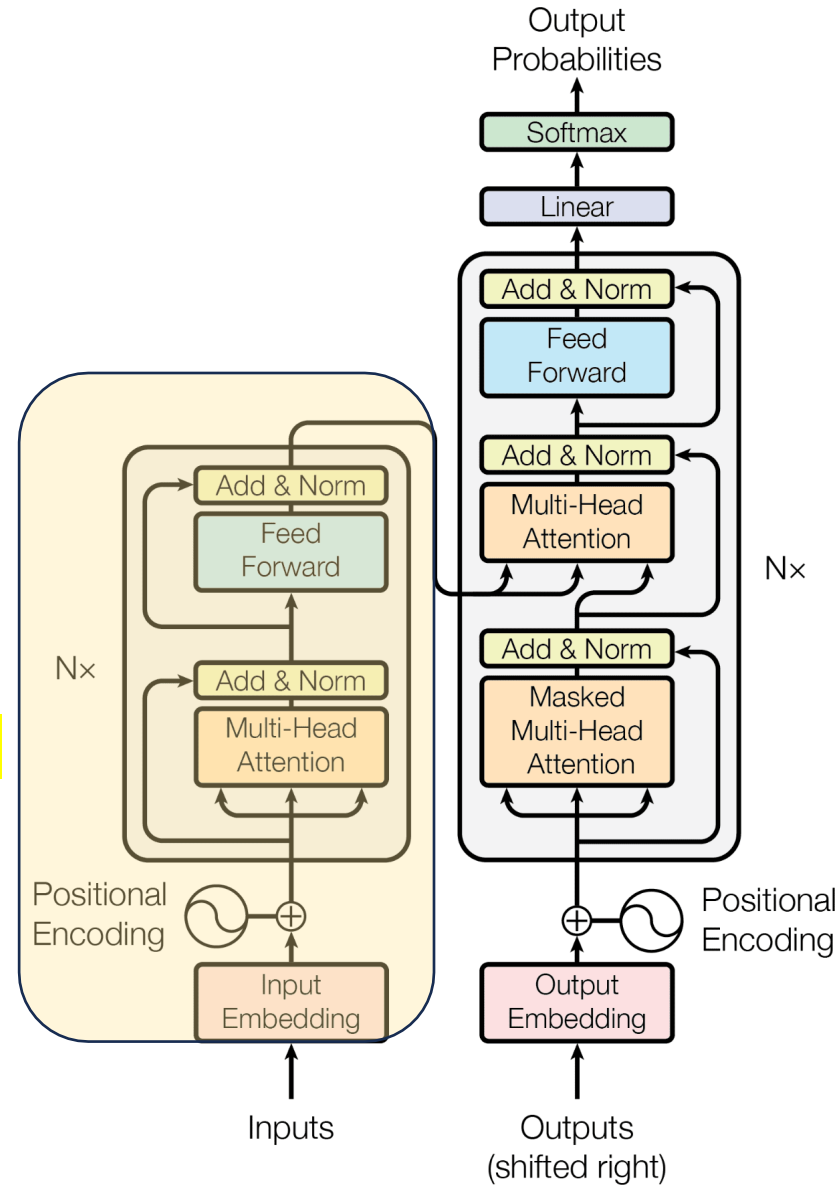 Output
Probabilities
Softmax
Linear
Add & Norm
Feed
Forward
Add & Norm
Multi-Head
Attention
N×
Add & Norm
Masked
Multi-Head
Attention
Add & Norm
Feed
Forward
N×
Add & Norm
Multi-Head
Attention
Positional
Encoding
Positional
Encoding
Input
Embedding
Output
Embedding
Inputs
Outputs
(shifted right)